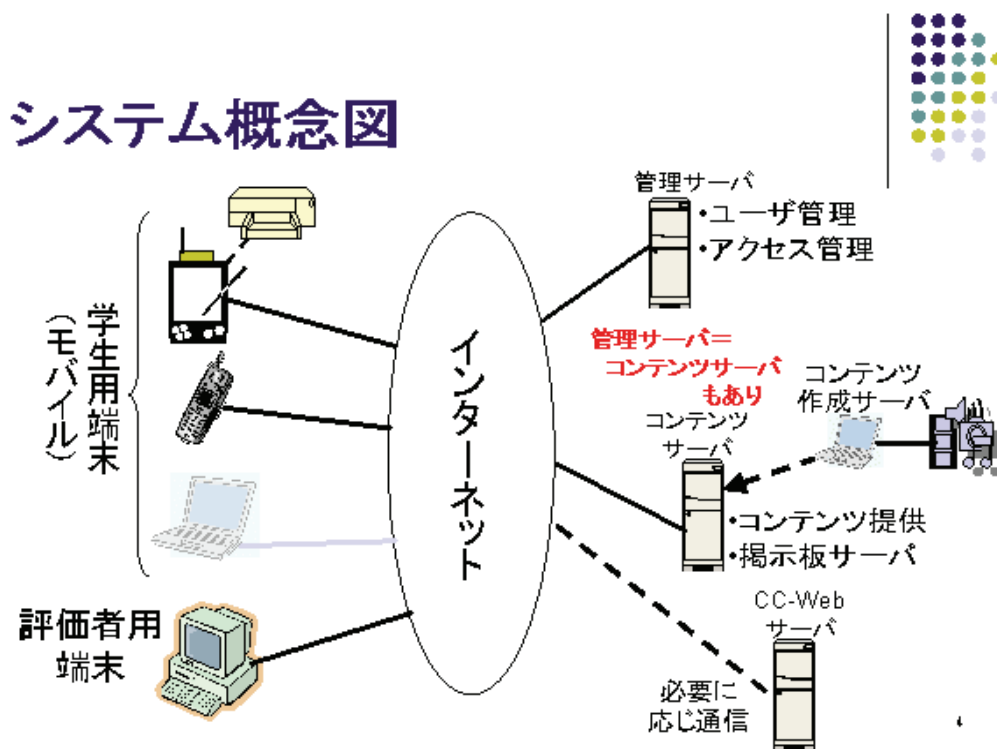 システム概念図
管理サーバ
・ユーザ管理
・アクセス管理
学生用端末
（モバイル）
インターネット
管理サーバ＝
コンテンツサーバ
もあり
コンテンツ
作成サーバ
コンテンツ
サーバ
・コンテンツ提供
・掲示板サーバ
評価者用
端末
CC-Web
サーバ
必要に
応じ通信